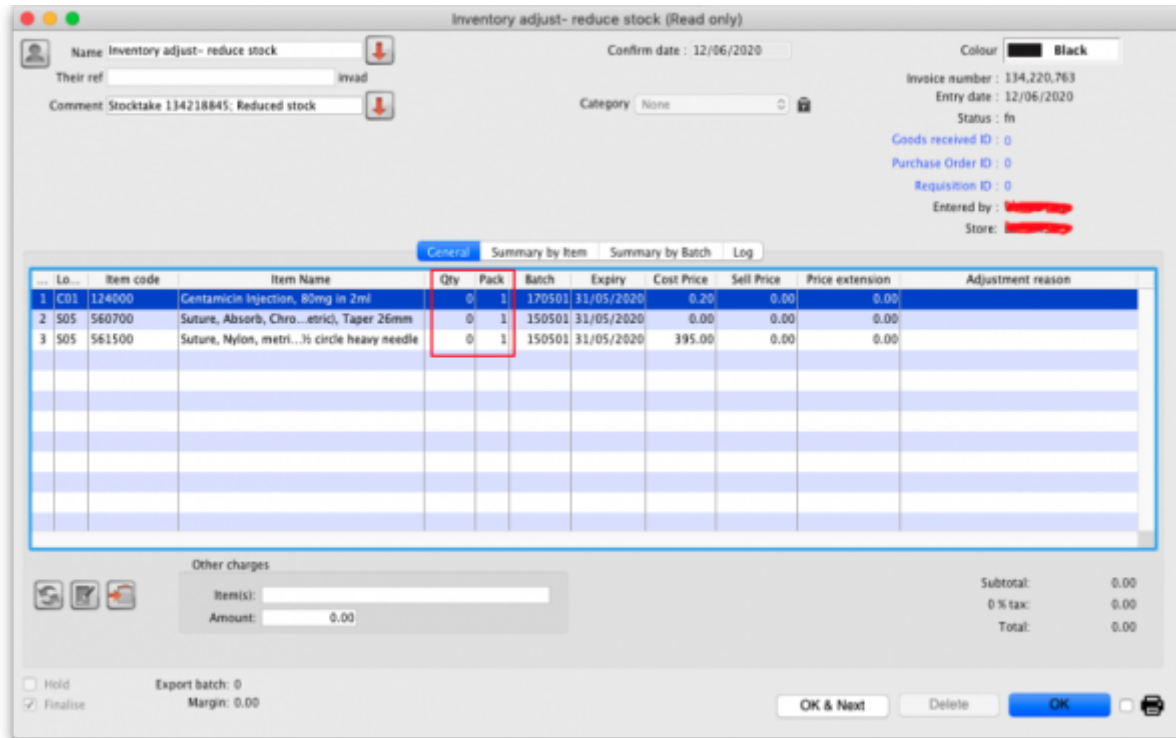 Inventory adjust- reduce stock (Read only)
Name Inventory adjust- reduce stock
Confirm date : 12/06/2020
Colour Black
Their ref invad
Invoice number : 134,220,763
Comment Stocktake 134218845; Reduced stock
Category None
Entry date : 12/06/2020
Status : fn
Goods received ID : 0
Purchase Order ID : 0
Requisition ID : 0
Entered by :
Store:
General Summary by Item Summary by Batch Log
... Lo... Item code Item Name Qty Pack Batch Expiry Cost Price Sell Price Price extension Adjustment reason
1 C01 124000 Gentamicin Injection, 80mg in 2ml 0 1 170501 31/05/2020 0.20 0.00 0.00
2 S05 560700 Suture, Absorb, Chro...etric), Taper 26mm 0 1 150501 31/05/2020 0.00 0.00 0.00
3 S05 561500 Suture, Nylon, metri...½ circle heavy needle 0 1 150501 31/05/2020 395.00 0.00 0.00
Other charges
Item(s):
Amount: 0.00
Subtotal: 0.00
0 % tax: 0.00
Total: 0.00
Hold Export batch: 0
Finalise Margin: 0.00
OK & Next Delete OK